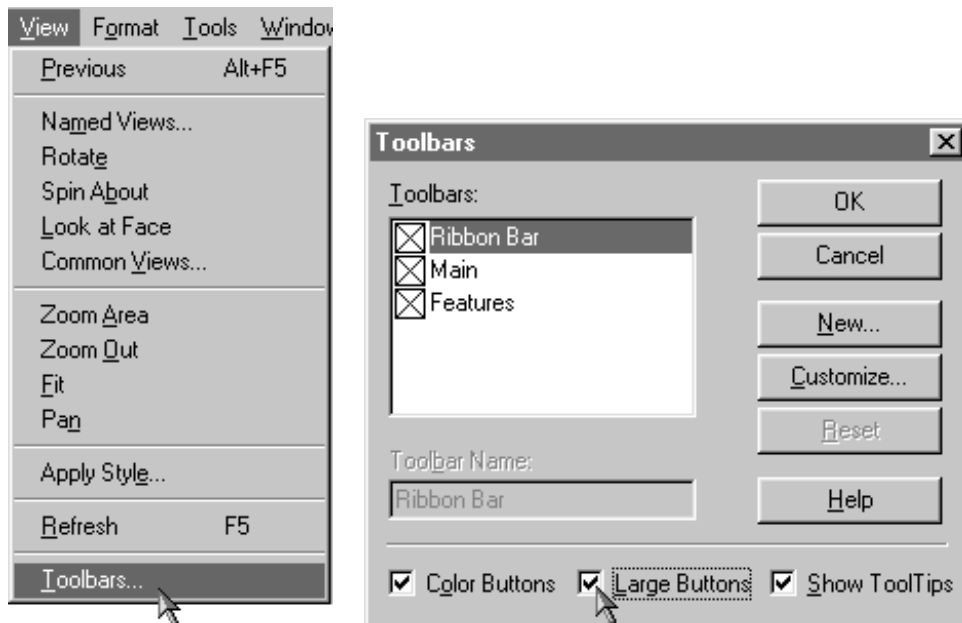 View Format Tools Window
Previous Alt+F5
Named Views...
Rotate
Spin About
Look at Face
Common Views...
Zoom Area
Zoom Out
Fit
Pan
Apply Style...
Refresh F5
Toolbars...
Toolbars
Toolbars:
Ribbon Bar
Main
Features
OK
Cancel
New...
Customize...
Reset
Toolbar Name:
Ribbon Bar
Help
Color Buttons Large Buttons Show ToolTips